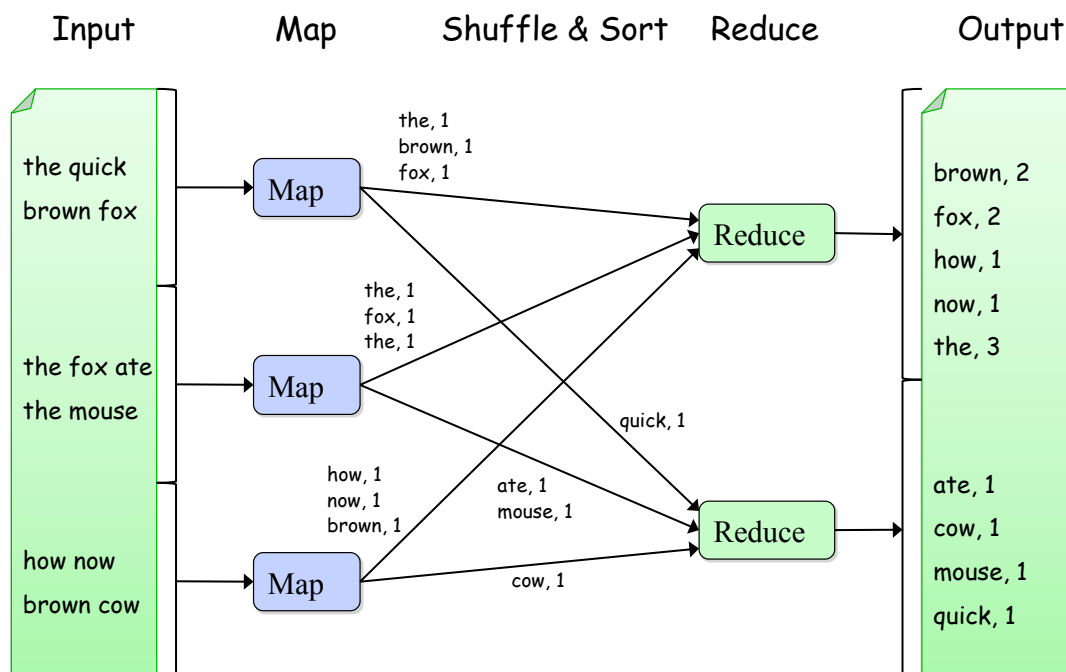 Input
Map
Shuffle & Sort
Reduce
Output
the quick
brown fox
the fox ate
the mouse
how now
brown cow
Map
Map
Map
the, 1
brown, 1
fox, 1
the, 1
fox, 1
the, 1
quick, 1
how, 1
now, 1
brown, 1
ate, 1
mouse, 1
cow, 1
Reduce
Reduce
brown, 2
fox, 2
how, 1
now, 1
the, 3
ate, 1
cow, 1
mouse, 1
quick, 1